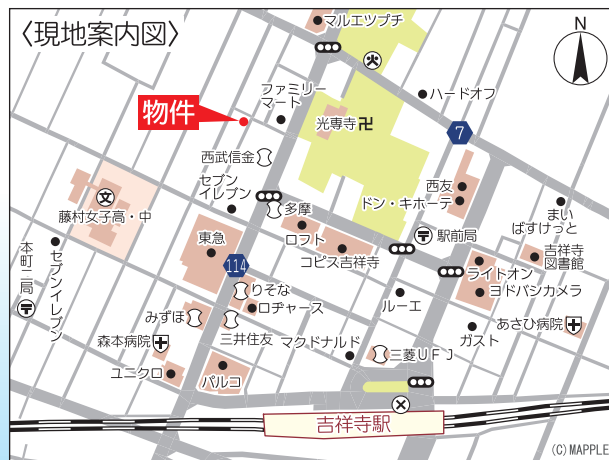 〈現地案内図〉
マルエツプチ
N
ファミリー
マート
ハードオフ
物件
光専寺卍
7
西武信金
セブン
イレブン
西友
ドン・キホーテ
文
藤村女子高・中
多摩
ロフト
コピス吉祥寺
駅前局
まい
ばすけっと
東急
吉祥寺
図書館
本町二局
セブンイレブン
114
ライトオン
ヨドバシカメラ
りそな
ロヂャース
ルーエ
あさひ病院
みずほ
三井住友
ガスト
森本病院
マクドナルド
三菱UFJ
ユニクロ
パルコ
吉祥寺駅
(C)MAPPLE